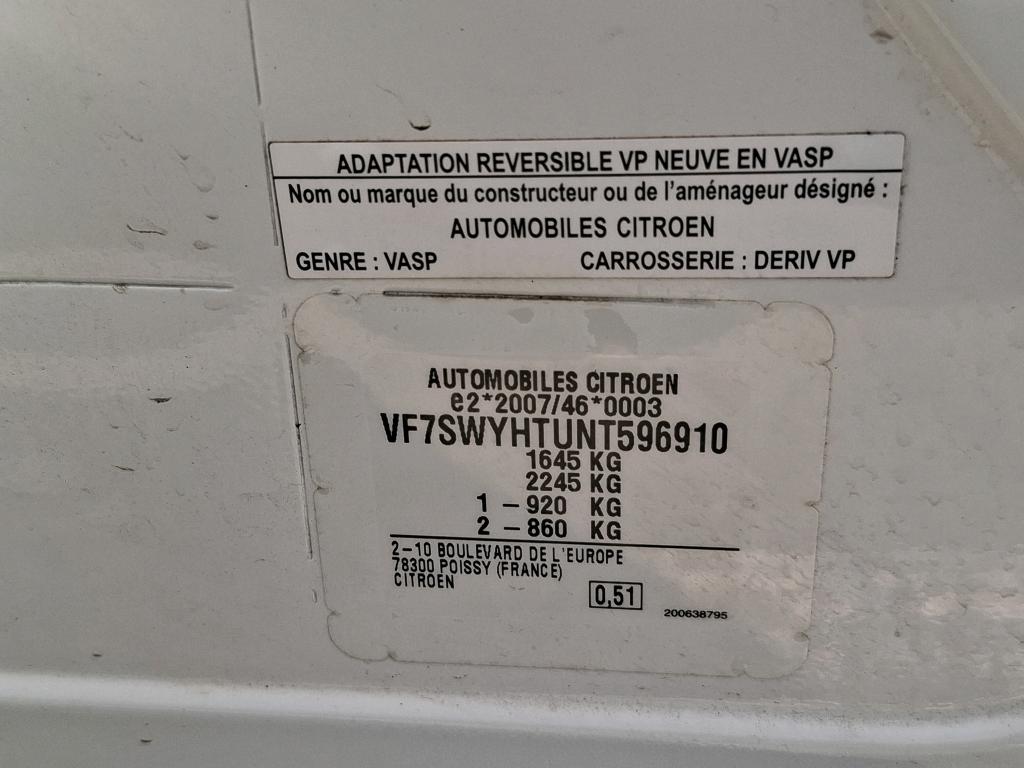 ADAPTATION REVERSIBLE VP NEUVE EN VASP
Nom ou marque du constructeur ou de l'aménageur désigné :
AUTOMOBILES CITROEN
GENRE : VASP CARROSSERIE : DERIV VP
AUTOMOBILES CITROEN
e2*2007/46*0003
VF7SWYHTUNT596910
1645 KG
2245 KG
1 – 920 KG
2 – 860 KG
2–10 BOULEVARD DE L'EUROPE
78300 POISSY (FRANCE)
CITROEN
0,51
200638795